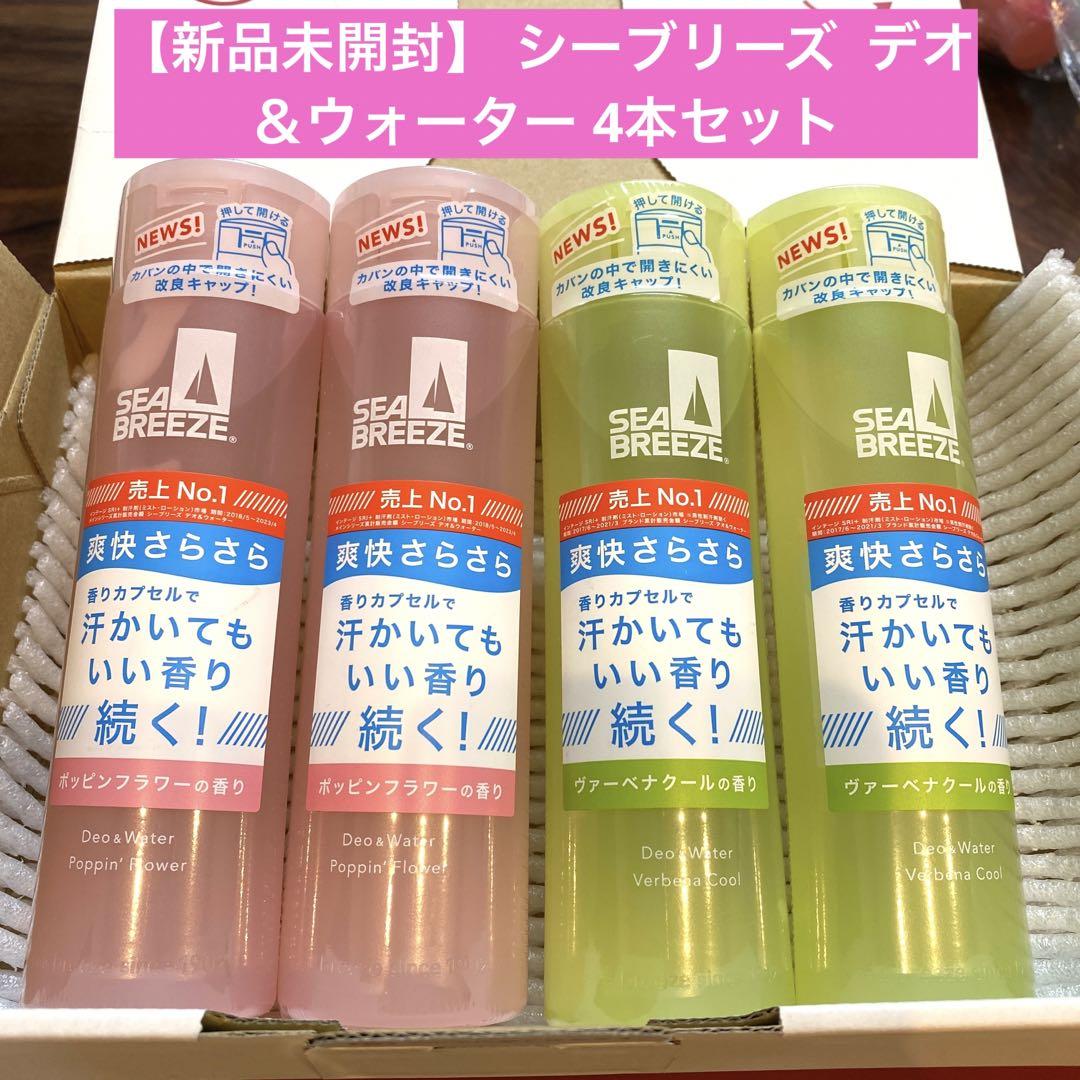 【新品未開封】 シーブリーズ デオ
&ウォーター 4本セット
NEWS!
押して開ける
PUSH
カバンの中で開きにくい
改良キャップ!
SEA
BREEZE®
売上 No.1
爽快さらさら
香りカプセルで
汗かいても
いい香り
続く!
ポッピンフラワーの香り
Deo & Water
Poppin' Flower
NEWS!
押して開ける
PUSH
カバンの中で開きにくい
改良キャップ!
SEA
BREEZE®
売上 No.1
爽快さらさら
香りカプセルで
汗かいても
いい香り
続く!
ポッピンフラワーの香り
Deo & Water
Poppin' Flower
NEWS!
押して開ける
PUSH
カバンの中で開きにくい
改良キャップ!
SEA
BREEZE®
売上 No.1
爽快さらさら
香りカプセルで
汗かいても
いい香り
続く!
ヴァーベナクールの香り
Deo & Water
Verbena Cool
NEWS!
押して開ける
PUSH
カバンの中で開きにくい
改良キャップ!
SEA
BREEZE®
売上 No.1
爽快さらさら
香りカプセルで
汗かいても
いい香り
続く!
ヴァーベナクールの香り
Deo & Water
Verbena Cool